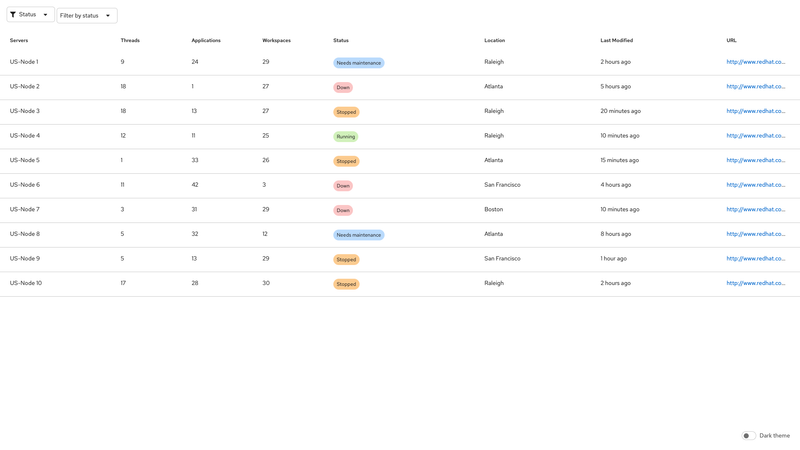 Status Filter by status
Servers Threads Applications Workspaces Status Location Last Modified URL
US-Node 1 9 24 29 Needs maintenance Raleigh 2 hours ago http://www.redhat.co...
US-Node 2 18 1 27 Down Atlanta 5 hours ago http://www.redhat.co...
US-Node 3 18 13 27 Stopped Raleigh 20 minutes ago http://www.redhat.co...
US-Node 4 12 11 25 Running Raleigh 10 minutes ago http://www.redhat.co...
US-Node 5 1 33 26 Stopped Atlanta 15 minutes ago http://www.redhat.co...
US-Node 6 11 42 3 Down San Francisco 4 hours ago http://www.redhat.co...
US-Node 7 3 31 29 Down Boston 10 minutes ago http://www.redhat.co...
US-Node 8 5 32 12 Needs maintenance Atlanta 8 hours ago http://www.redhat.co...
US-Node 9 5 13 29 Stopped San Francisco 1 hour ago http://www.redhat.co...
US-Node 10 17 28 30 Stopped Raleigh 2 hours ago http://www.redhat.co...
Dark theme